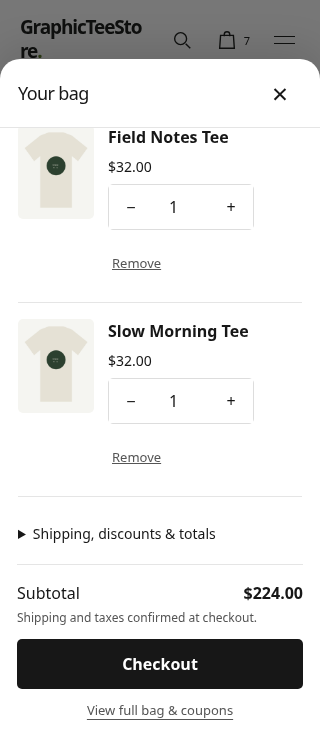 GraphicTeeSto
re.
7
Your bag
Field Notes Tee
$32.00
− 1 +
Remove
Slow Morning Tee
$32.00
− 1 +
Remove
Shipping, discounts & totals
Subtotal $224.00
Shipping and taxes confirmed at checkout.
Checkout
View full bag & coupons